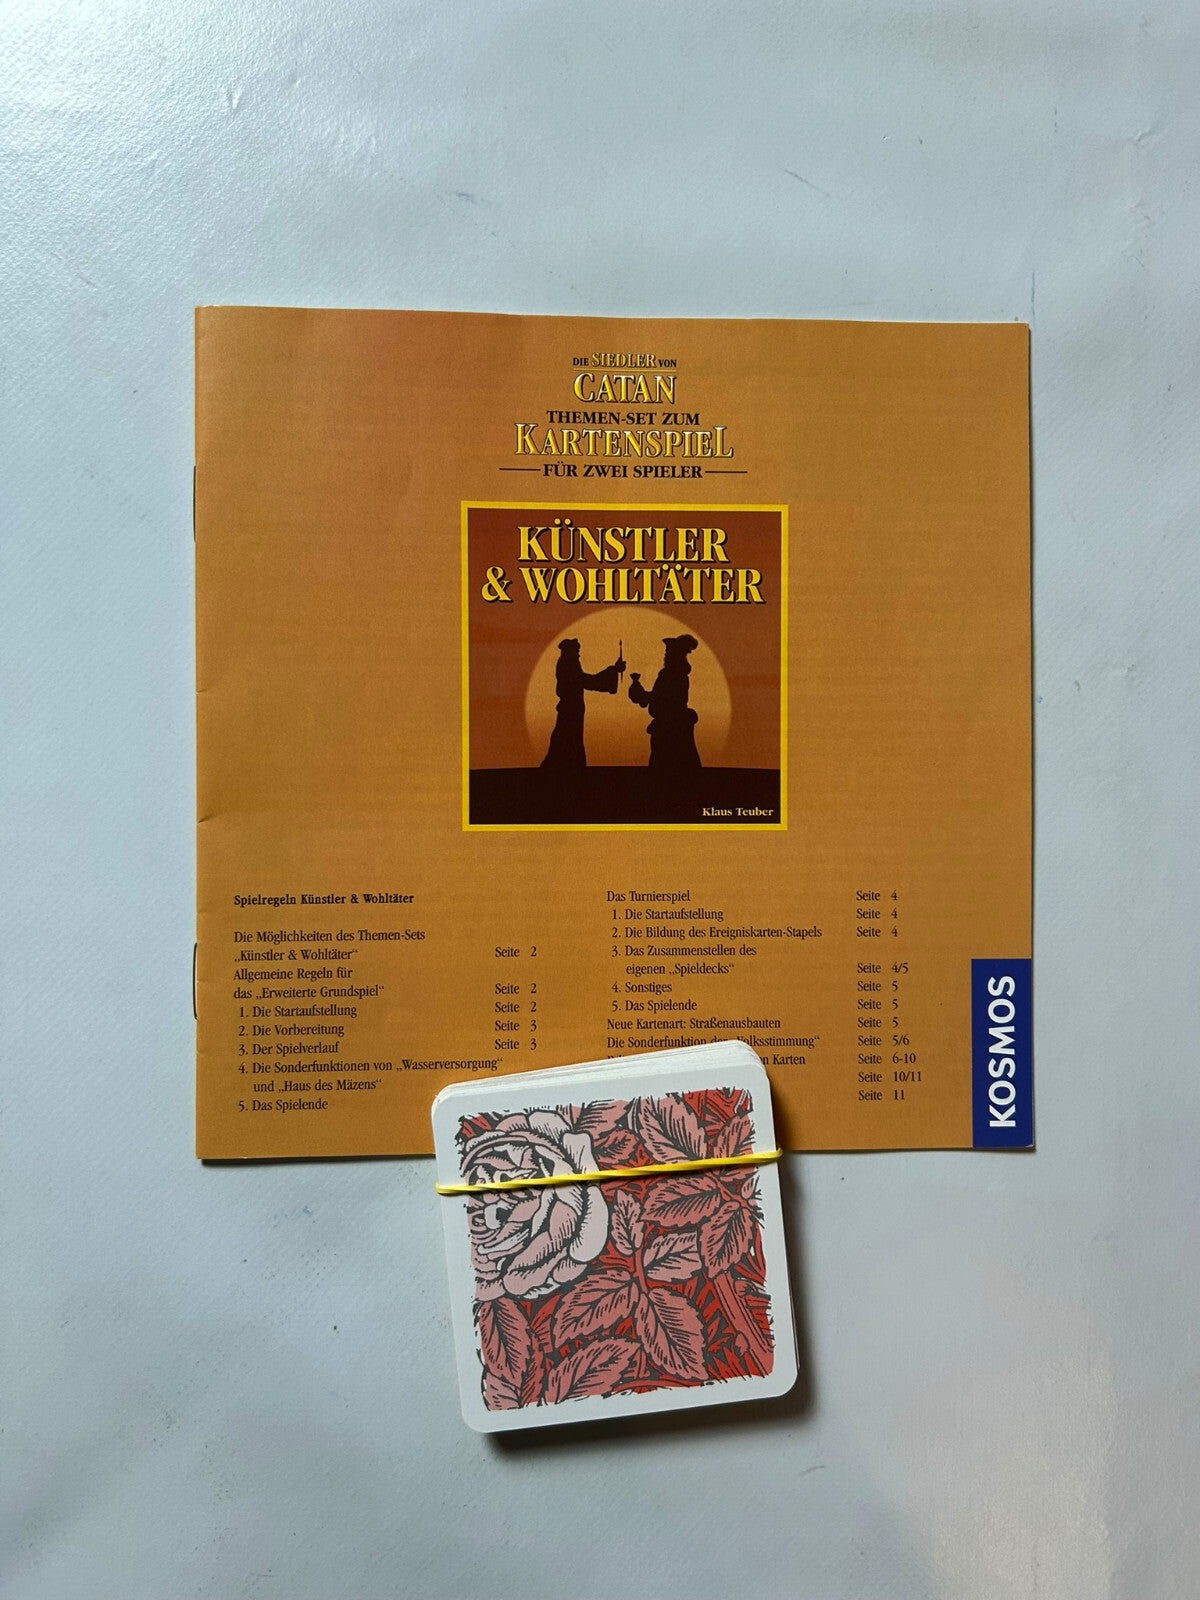 DIE SIEDLER VON
CATAN
THEMEN-SET ZUM
KARTENSPIEL
FÜR ZWEI SPIELER
KÜNSTLER
& WOHLTÄTER
Klaus Teuber
Spielregeln Künstler & Wohltäter
Die Möglichkeiten des Themen-Sets
„Künstler & Wohltäter“ Seite 2
Allgemeine Regeln für
das „Erweiterte Grundspiel“ Seite 2
1. Die Startaufstellung Seite 2
2. Die Vorbereitung Seite 3
3. Der Spielverlauf Seite 3
4. Die Sonderfunktionen von „Wasserversorgung“
und „Haus des Mäzens“
5. Das Spielende
Das Turnierspiel Seite 4
1. Die Startaufstellung Seite 4
2. Die Bildung des Ereigniskarten-Stapels Seite 4
3. Das Zusammenstellen des
eigenen „Spieldecks“ Seite 4/5
4. Sonstiges Seite 5
5. Das Spielende Seite 5
Neue Kartenart: Straßenausbauten Seite 5
Die Sonderfunktion der „Volksstimmung“ Seite 5/6
Karten Seite 6-10
Seite 10/11
Seite 11
KOSMOS